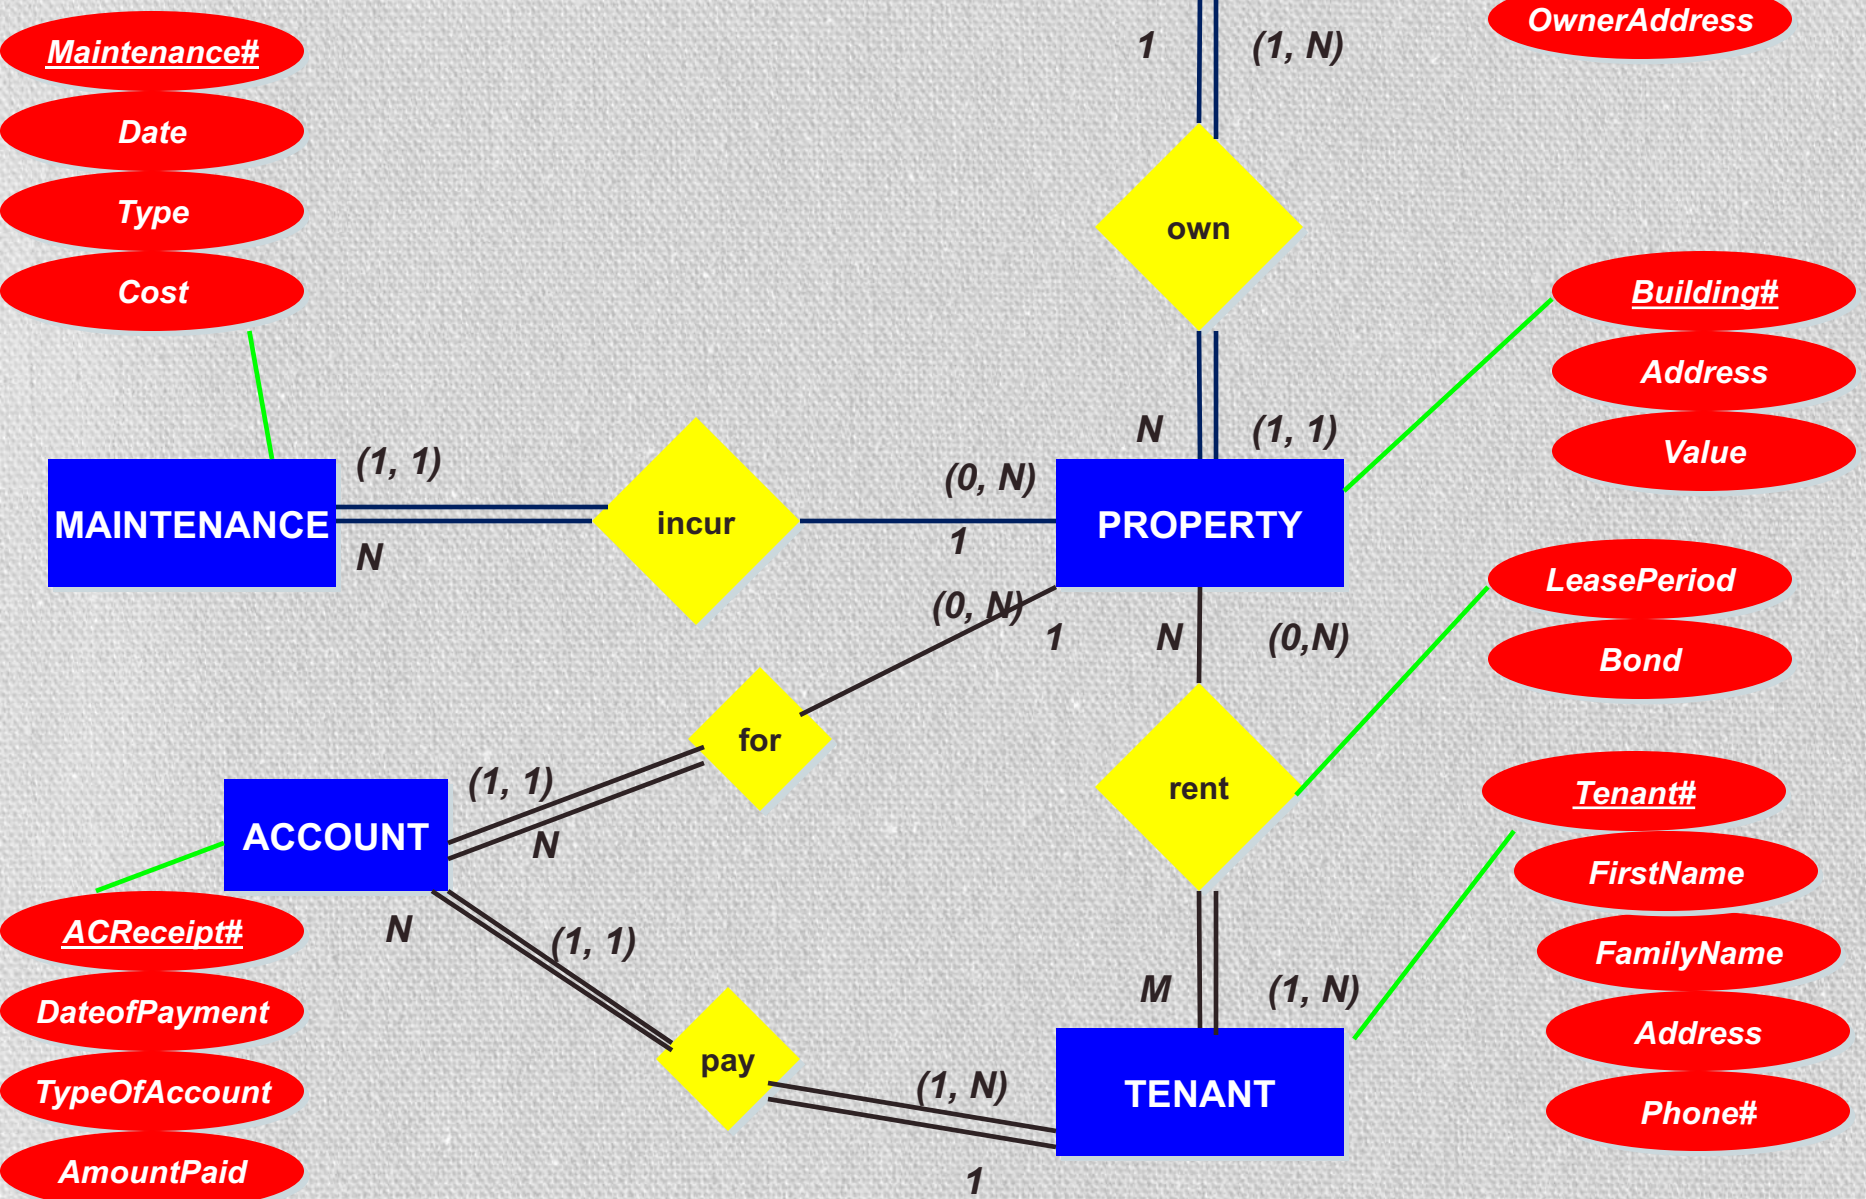 OwnerAddress
1
(1, N)
Maintenance#
Date
Type
Cost
own
Building#
Address
Value
N
(1, 1)
(1, 1)
(0, N)
MAINTENANCE
incur
PROPERTY
N
1
LeasePeriod
Bond
(0, N)
1
N
(0,N)
for
rent
(1, 1)
N
ACCOUNT
Tenant#
FirstName
FamilyName
Address
Phone#
ACReceipt#
DateofPayment
TypeOfAccount
AmountPaid
N
(1, 1)
M
(1, N)
pay
(1, N)
1
TENANT